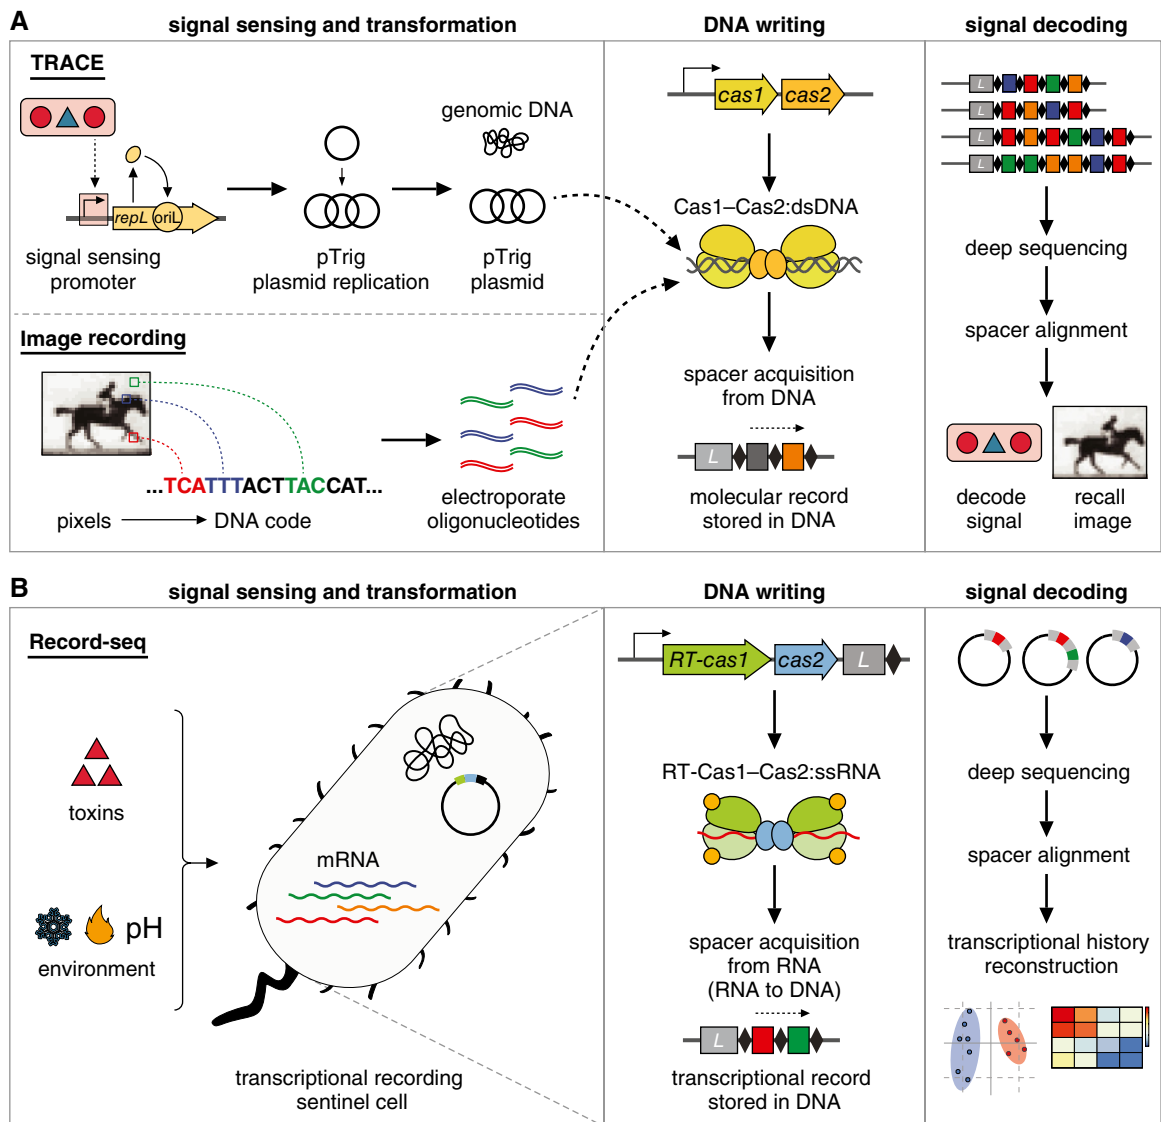 A
signal sensing and transformation
DNA writing
signal decoding
TRACE
genomic DNA
repL
oriL
signal sensing
promoter
pTrig
plasmid replication
pTrig
plasmid
Image recording
...TCATTTACTTACCAT...
pixels
DNA code
electroporate
oligonucleotides
cas1
cas2
Cas1–Cas2:dsDNA
spacer acquisition
from DNA
L
molecular record
stored in DNA
L
L
L
L
deep sequencing
spacer alignment
decode
signal
recall
image
B
signal sensing and transformation
DNA writing
signal decoding
Record-seq
toxins
pH
environment
mRNA
transcriptional recording
sentinel cell
RT-cas1
cas2
L
RT-Cas1–Cas2:ssRNA
spacer acquisition
from RNA
(RNA to DNA)
L
transcriptional record
stored in DNA
deep sequencing
spacer alignment
transcriptional history
reconstruction